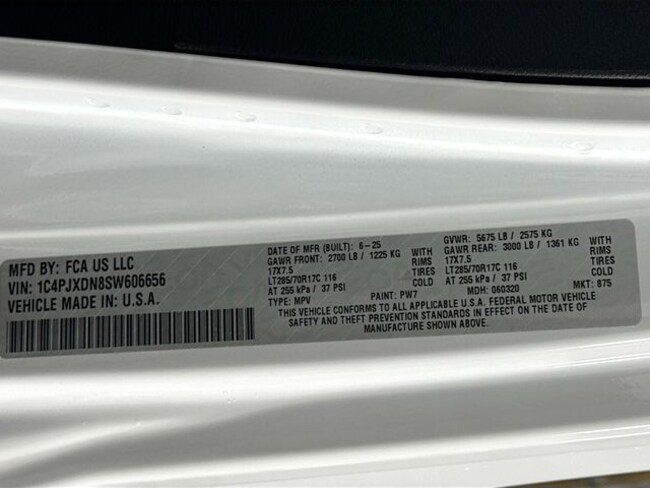 MFD BY: FCA US LLC
VIN: 1C4PJXDN8SW606656
VEHICLE MADE IN U.S.A.
DATE OF MFR (BUILT): 6-25
GAWR FRONT: 2700 LB / 1225 KG WITH
17X7.5 RIMS
LT285/70R17C 116 TIRES
AT 255 kPa / 37 PSI COLD
TYPE: MPV PAINT: PW7
GVWR: 5675 LB / 2575 KG
GAWR REAR: 3000 LB / 1361 KG WITH
17X7.5 RIMS
LT285/70R17C 116 TIRES
AT 255 kPa / 37 PSI COLD
MDH: 060320 MKT: 875
THIS VEHICLE CONFORMS TO ALL APPLICABLE U.S.A. FEDERAL MOTOR VEHICLE
SAFETY AND THEFT PREVENTION STANDARDS IN EFFECT ON THE DATE OF
MANUFACTURE SHOWN ABOVE.